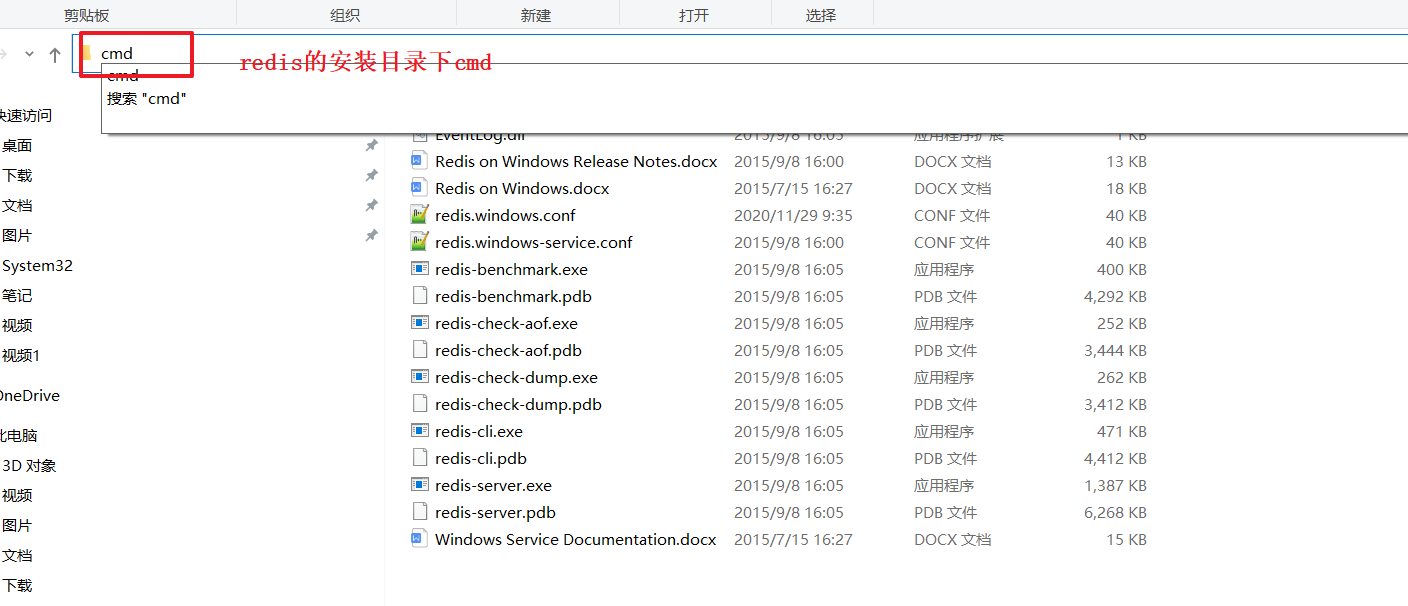 剪贴板 组织 新建 打开 选择
cmd
redis的安装目录下cmd
cmd
搜索 "cmd"
快速访问
桌面
下载
文档
图片
System32
笔记
视频
视频1
OneDrive
此电脑
3D 对象
视频
图片
文档
下载
EventLog.dll 2015/9/8 16:05 应用程序扩展 1 KB
Redis on Windows Release Notes.docx 2015/9/8 16:00 DOCX 文档 13 KB
Redis on Windows.docx 2015/7/15 16:27 DOCX 文档 18 KB
redis.windows.conf 2020/11/29 9:35 CONF 文件 40 KB
redis.windows-service.conf 2015/9/8 16:00 CONF 文件 40 KB
redis-benchmark.exe 2015/9/8 16:05 应用程序 400 KB
redis-benchmark.pdb 2015/9/8 16:05 PDB 文件 4,292 KB
redis-check-aof.exe 2015/9/8 16:05 应用程序 252 KB
redis-check-aof.pdb 2015/9/8 16:05 PDB 文件 3,444 KB
redis-check-dump.exe 2015/9/8 16:05 应用程序 262 KB
redis-check-dump.pdb 2015/9/8 16:05 PDB 文件 3,412 KB
redis-cli.exe 2015/9/8 16:05 应用程序 471 KB
redis-cli.pdb 2015/9/8 16:05 PDB 文件 4,412 KB
redis-server.exe 2015/9/8 16:05 应用程序 1,387 KB
redis-server.pdb 2015/9/8 16:05 PDB 文件 6,268 KB
Windows Service Documentation.docx 2015/7/15 16:27 DOCX 文档 15 KB